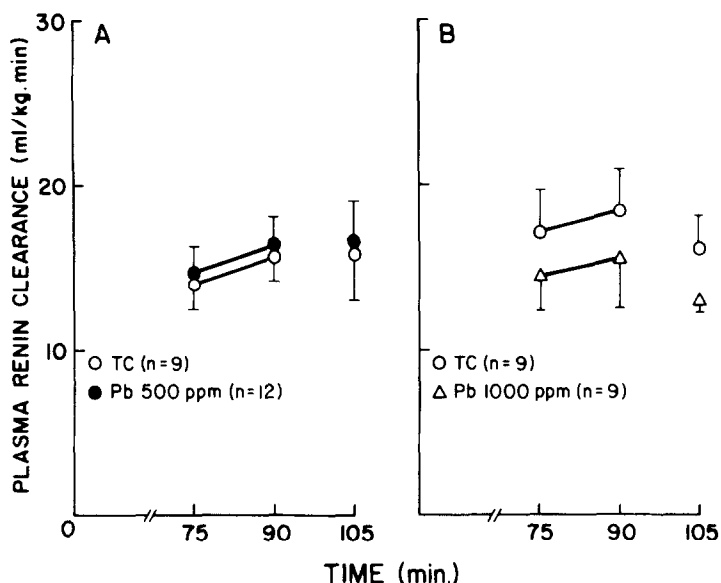 A
B
PLASMA RENIN CLEARANCE (ml/kg.min)
30
20
10
0
○ TC (n=9)
● Pb 500 ppm (n=12)
○ TC (n=9)
△ Pb 1000 ppm (n=9)
75 90 105
75 90 105
TIME (min.)